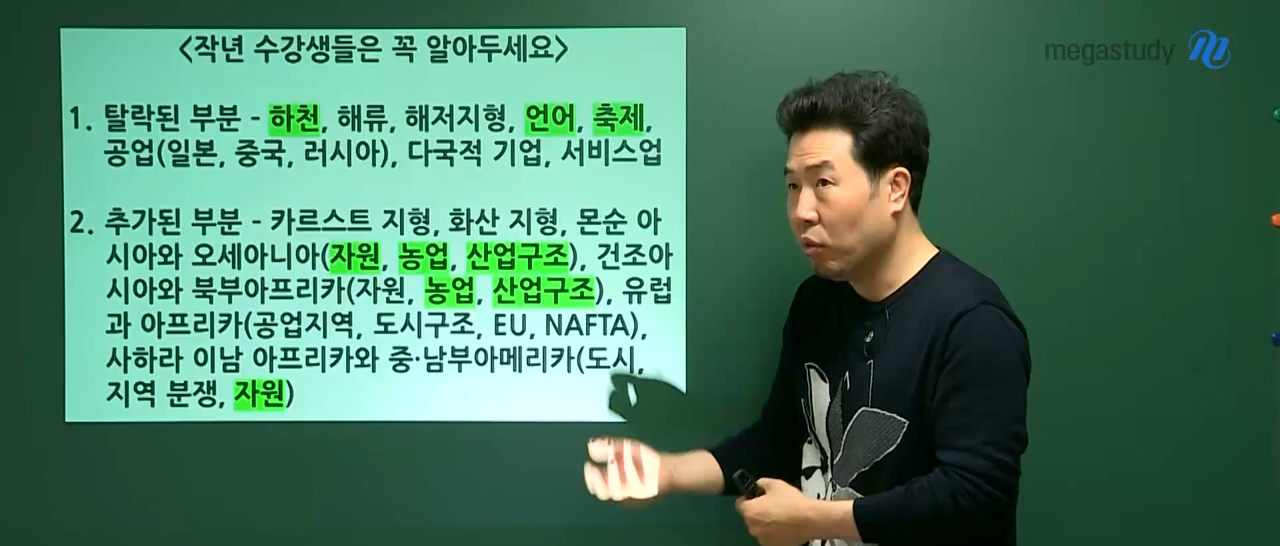 <작년 수강생들은 꼭 알아두세요>
megastudy
1. 탈락된 부분 - 하천, 해류, 해저지형, 언어, 축제,
공업(일본, 중국, 러시아), 다국적 기업, 서비스업
2. 추가된 부분 - 카르스트 지형, 화산 지형, 몬순 아
시아와 오세아니아(자원, 농업, 산업구조), 건조아
시아와 북부아프리카(자원, 농업, 산업구조), 유럽
과 아프리카(공업지역, 도시구조, EU, NAFTA),
사하라 이남 아프리카와 중·남부아메리카(도시,
지역 분쟁, 자원)